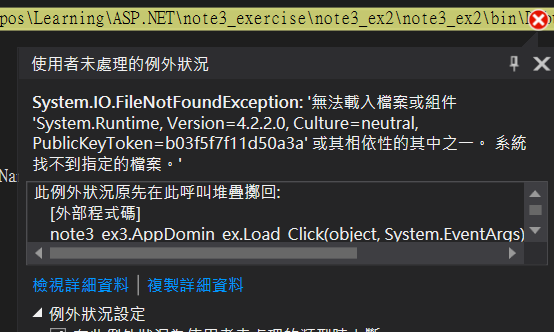 pos\Learning\ASP.NET\note3_exercise\note3_ex2\note3_ex2\bin\
使用者未處理的例外狀況
System.IO.FileNotFoundException: '無法載入檔案或組件
'System.Runtime, Version=4.2.2.0, Culture=neutral,
PublicKeyToken=b03f5f7f11d50a3a' 或其相依性的其中之一。 系統
找不到指定的檔案。'
此例外狀況原先在此呼叫堆疊擲回:
[外部程式碼]
note3_ex3.AppDomin_ex.Load_Click(object, System.EventArgs)
檢視詳細資料 | 複製詳細資料
例外狀況設定